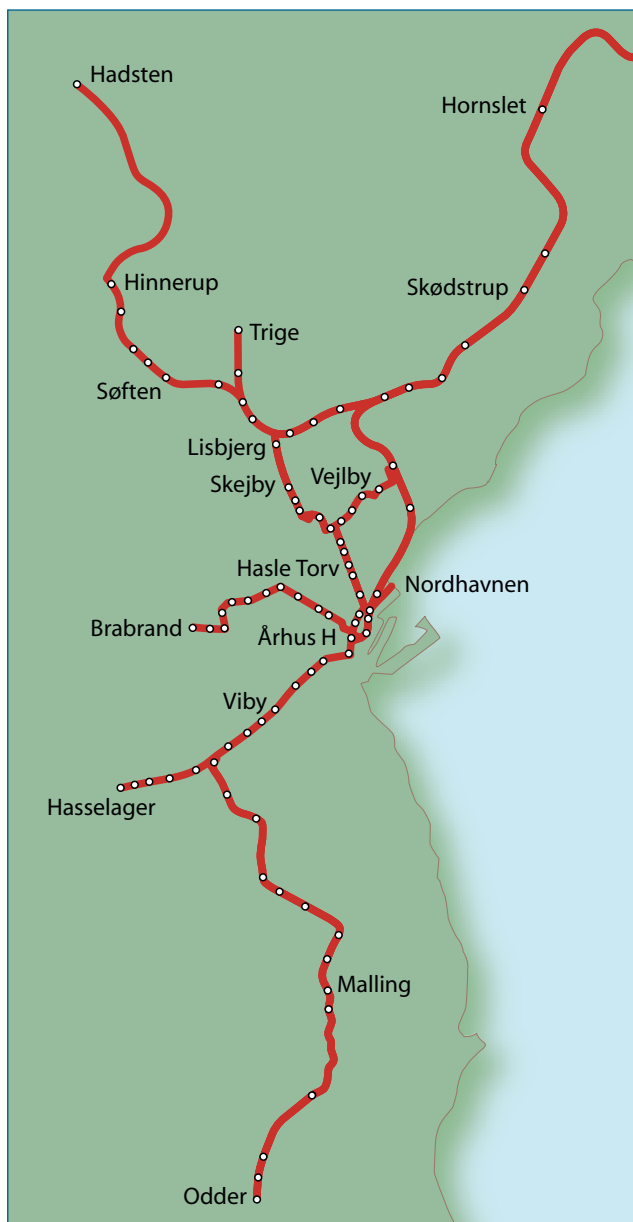 Hadsten
Hornslet
Hinnerup
Skødstrup
Trige
Søften
Lisbjerg
Skejby
Vejlby
Hasle Torv
Nordhavnen
Brabrand
Århus H
Viby
Hasselager
Malling
Odder